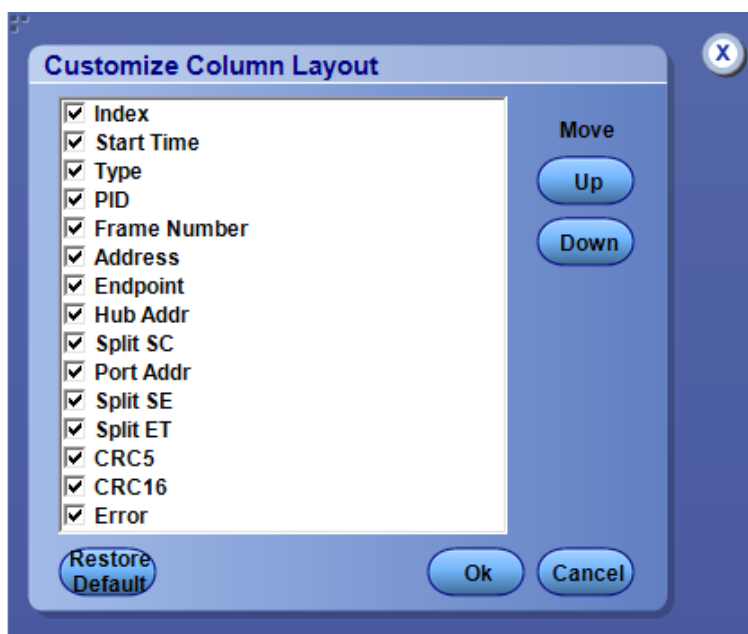 X
Customize Column Layout
Index
Start Time
Type
PID
Frame Number
Address
Endpoint
Hub Addr
Split SC
Port Addr
Split SE
Split ET
CRC5
CRC16
Error
Move
Up
Down
Restore
Default
Ok
Cancel